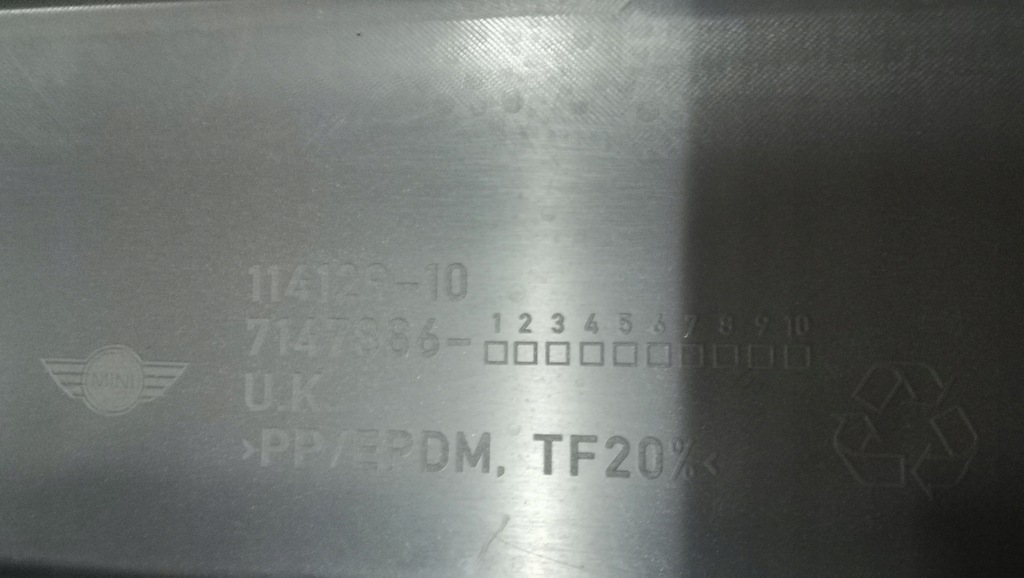 114129-10
1 2 3 4 5 6 7 8 9 10
7147886-
MINI
U.K.
>PP/EPDM, TF20%<